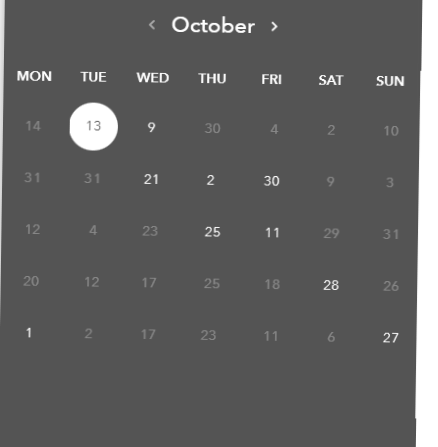 ‹ October ›
MON TUE WED THU FRI SAT SUN
14 13 9 30 4 2 10
31 31 21 2 30 9 3
12 4 23 25 11 29 31
20 12 17 25 18 28 26
1 2 17 23 11 6 27